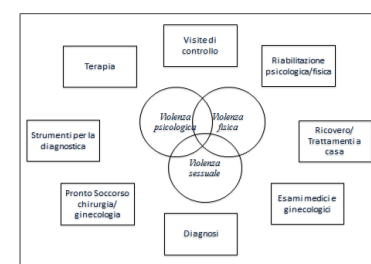 Visite di
controllo
Terapia
Riabilitazione
psicologica/fisica
Violenza
psicologica
Violenza
fisica
Strumenti per la
diagnostica
Ricovero/
Trattamenti a
casa
Violenza
sessuale
Pronto Soccorso
chirurgia/
ginecologia
Esami medici e
ginecologici
Diagnosi